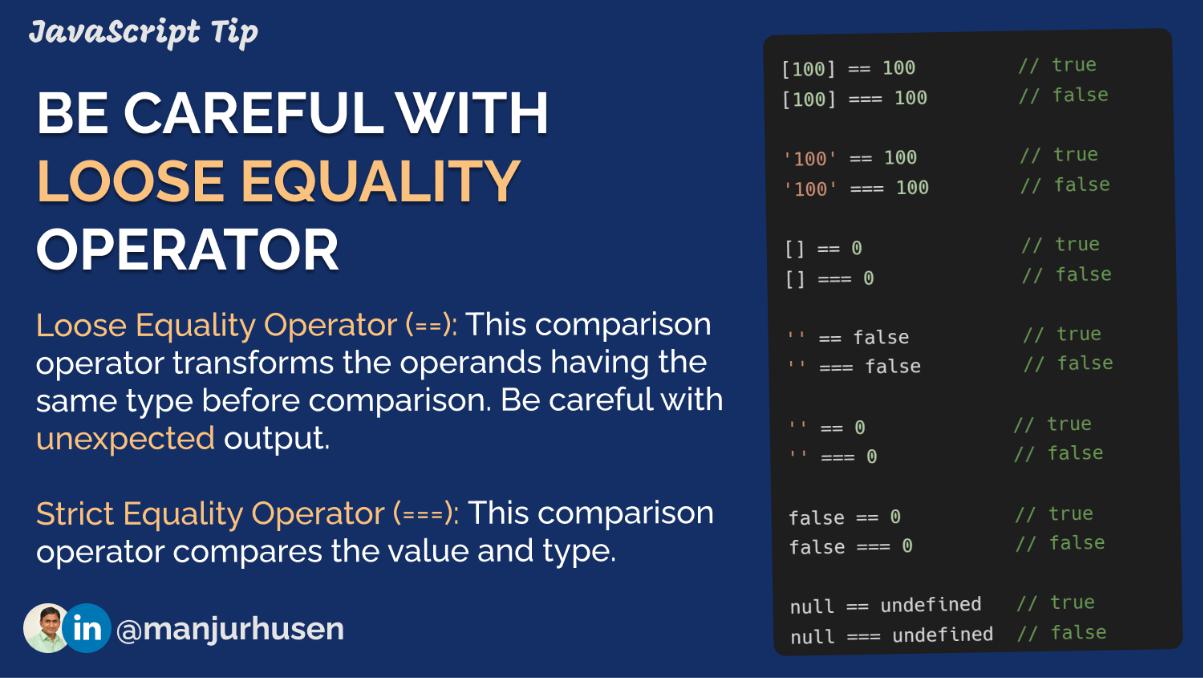 JavaScript Tip
BE CAREFUL WITH
LOOSE EQUALITY
OPERATOR
Loose Equality Operator (==): This comparison
operator transforms the operands having the
same type before comparison. Be careful with
unexpected output.
Strict Equality Operator (===): This comparison
operator compares the value and type.
in @manjurhusen
[100] == 100 // true
[100] === 100 // false
'100' == 100 // true
'100' === 100 // false
[] == 0 // true
[] === 0 // false
'' == false // true
'' === false // false
'' == 0 // true
'' === 0 // false
false == 0 // true
false === 0 // false
null == undefined // true
null === undefined // false